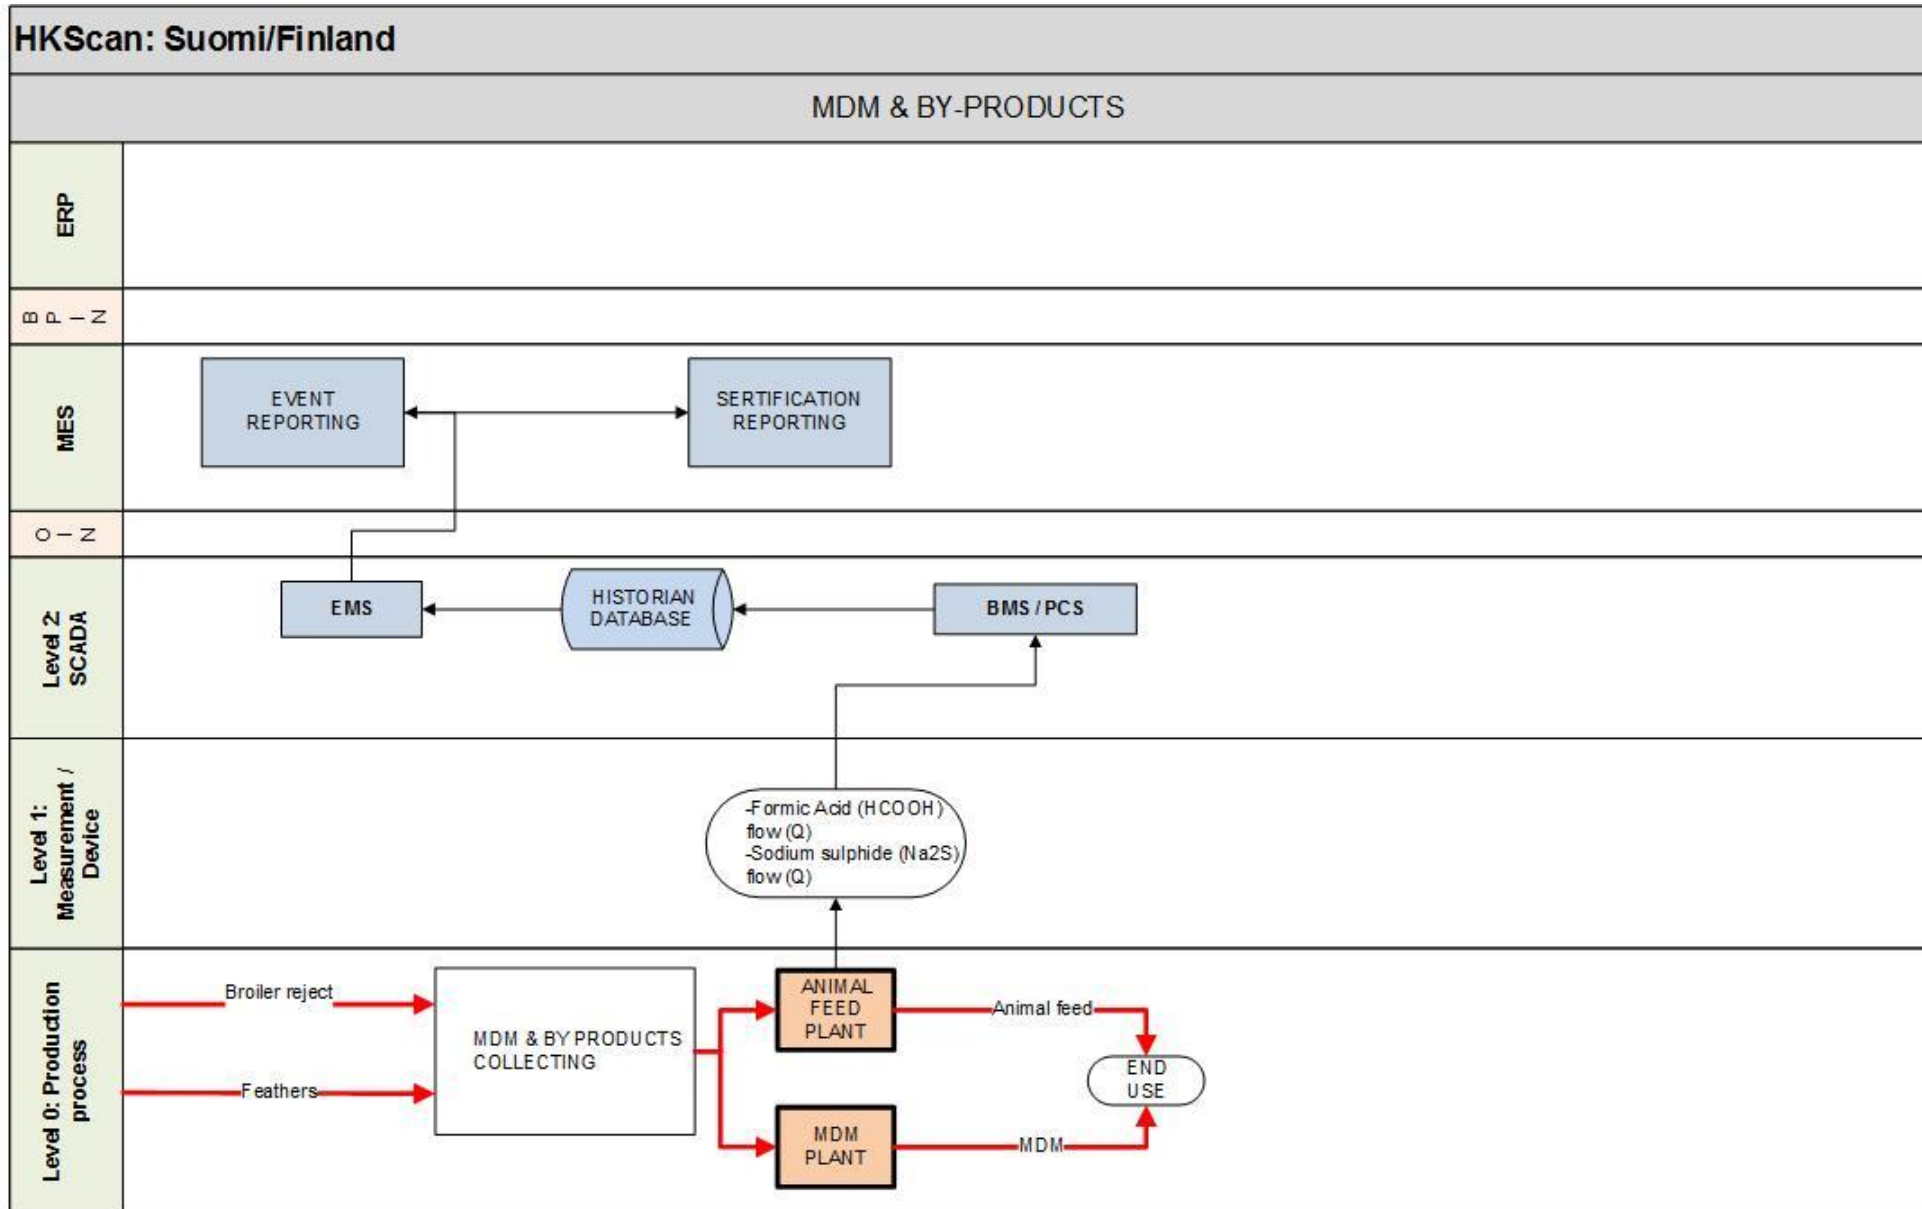 HKScan: Suomi/Finland
MDM & BY-PRODUCTS
ERP
BPIN
MES
EVENT
REPORTING
SERTIFICATION
REPORTING
OIN
Level 2:
SCADA
EMS
HISTORIAN
DATABASE
BMS / PCS
Level 1:
Measurement /
Device
-Formic Acid (HCOOH)
flow (Q)
-Sodium sulphide (Na2S)
flow (Q)
Level 0: Production
process
Broiler reject
Feathers
MDM & BY PRODUCTS
COLLECTING
ANIMAL
FEED
PLANT
Animal feed
END
USE
MDM
PLANT
MDM